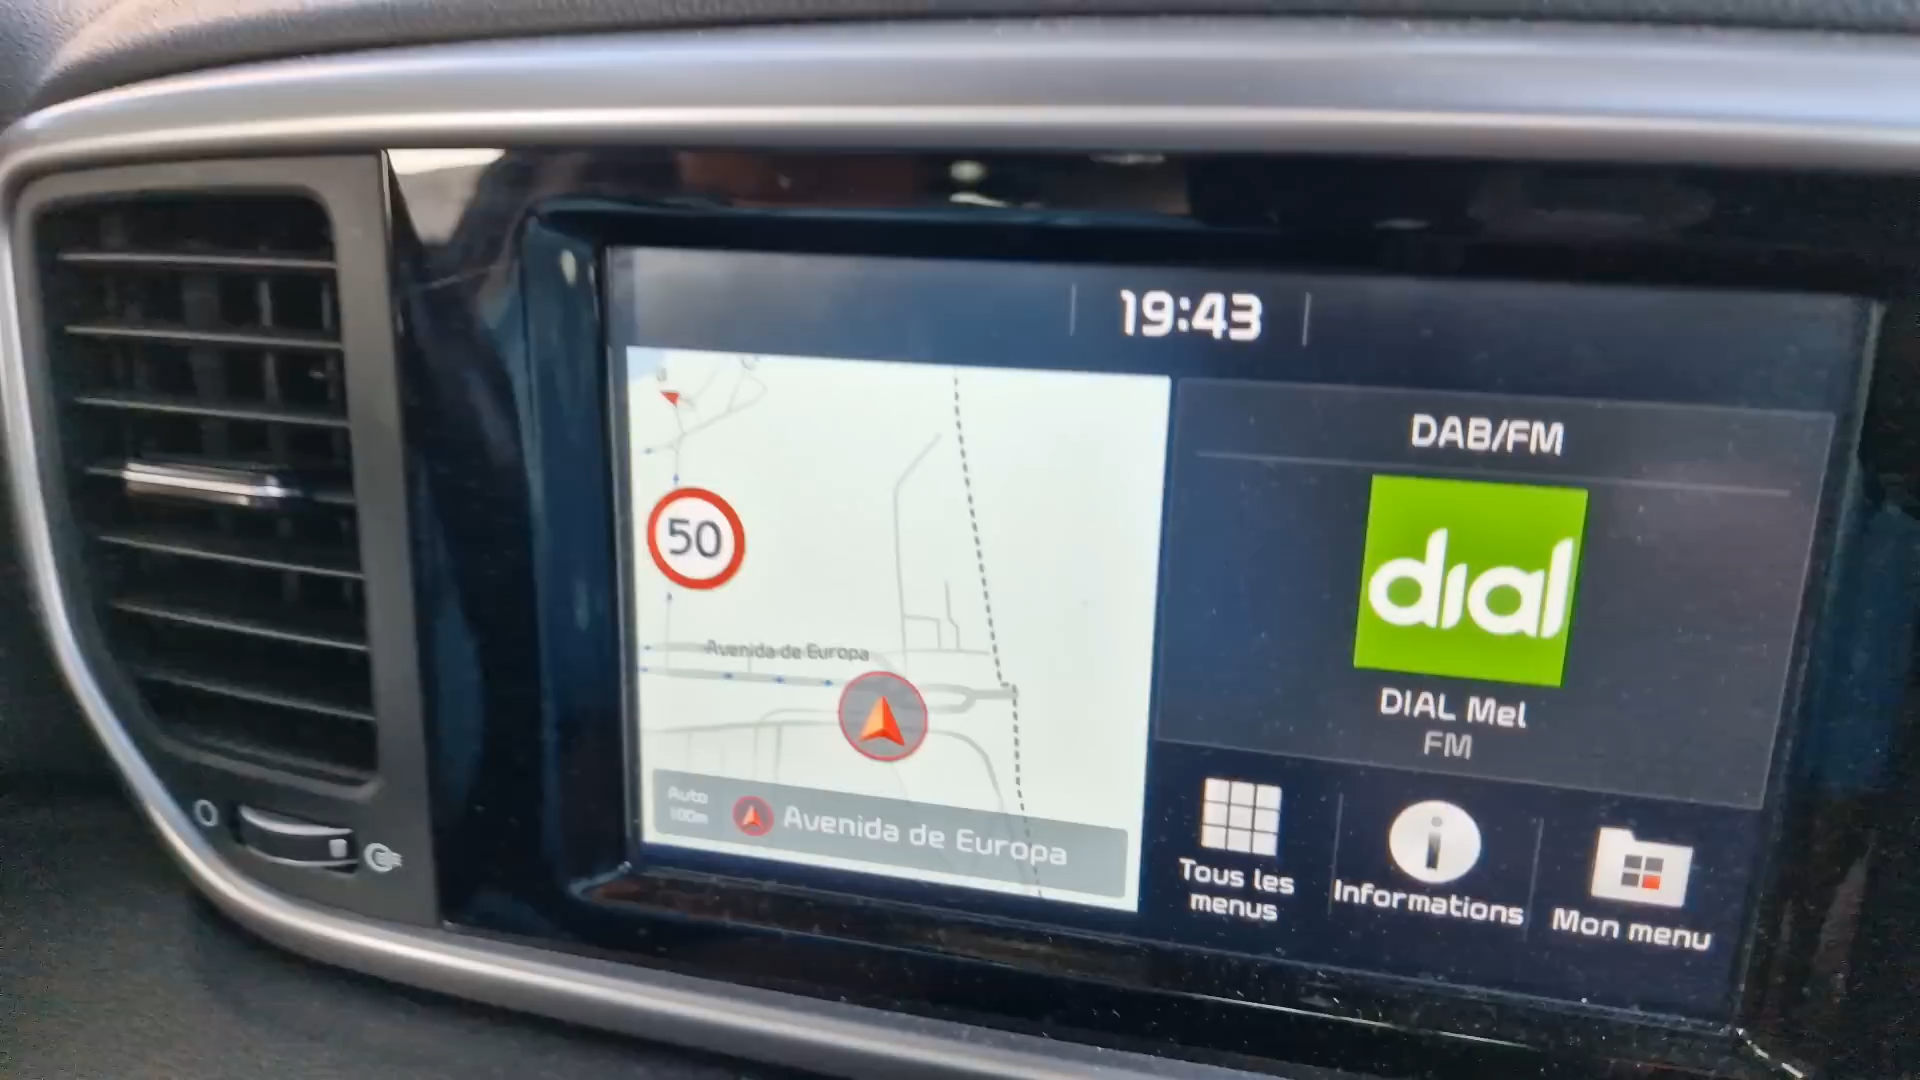 19:43
50
Avenida de Europa
Auto
100m
Avenida de Europa
DAB/FM
dial
DIAL Mel
FM
Tous les
menus
Informations
Mon menu